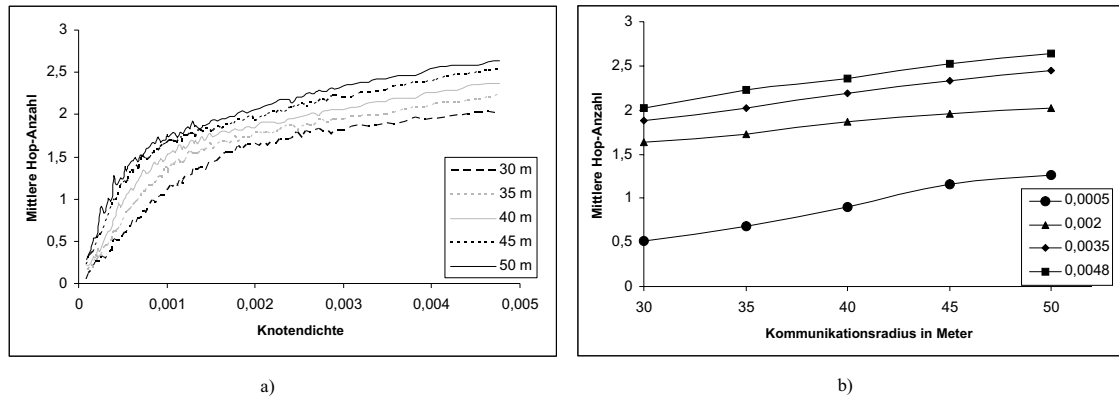 3
2,5
2
1,5
1
0,5
0
Mittlere Hop-Anzahl
0 0,001 0,002 0,003 0,004 0,005
Knotendichte
30 m
35 m
40 m
45 m
50 m
a)
3
2,5
2
1,5
1
0,5
0
Mittlere Hop-Anzahl
30 35 40 45 50
Kommunikationsradius in Meter
0,0005
0,002
0,0035
0,0048
b)